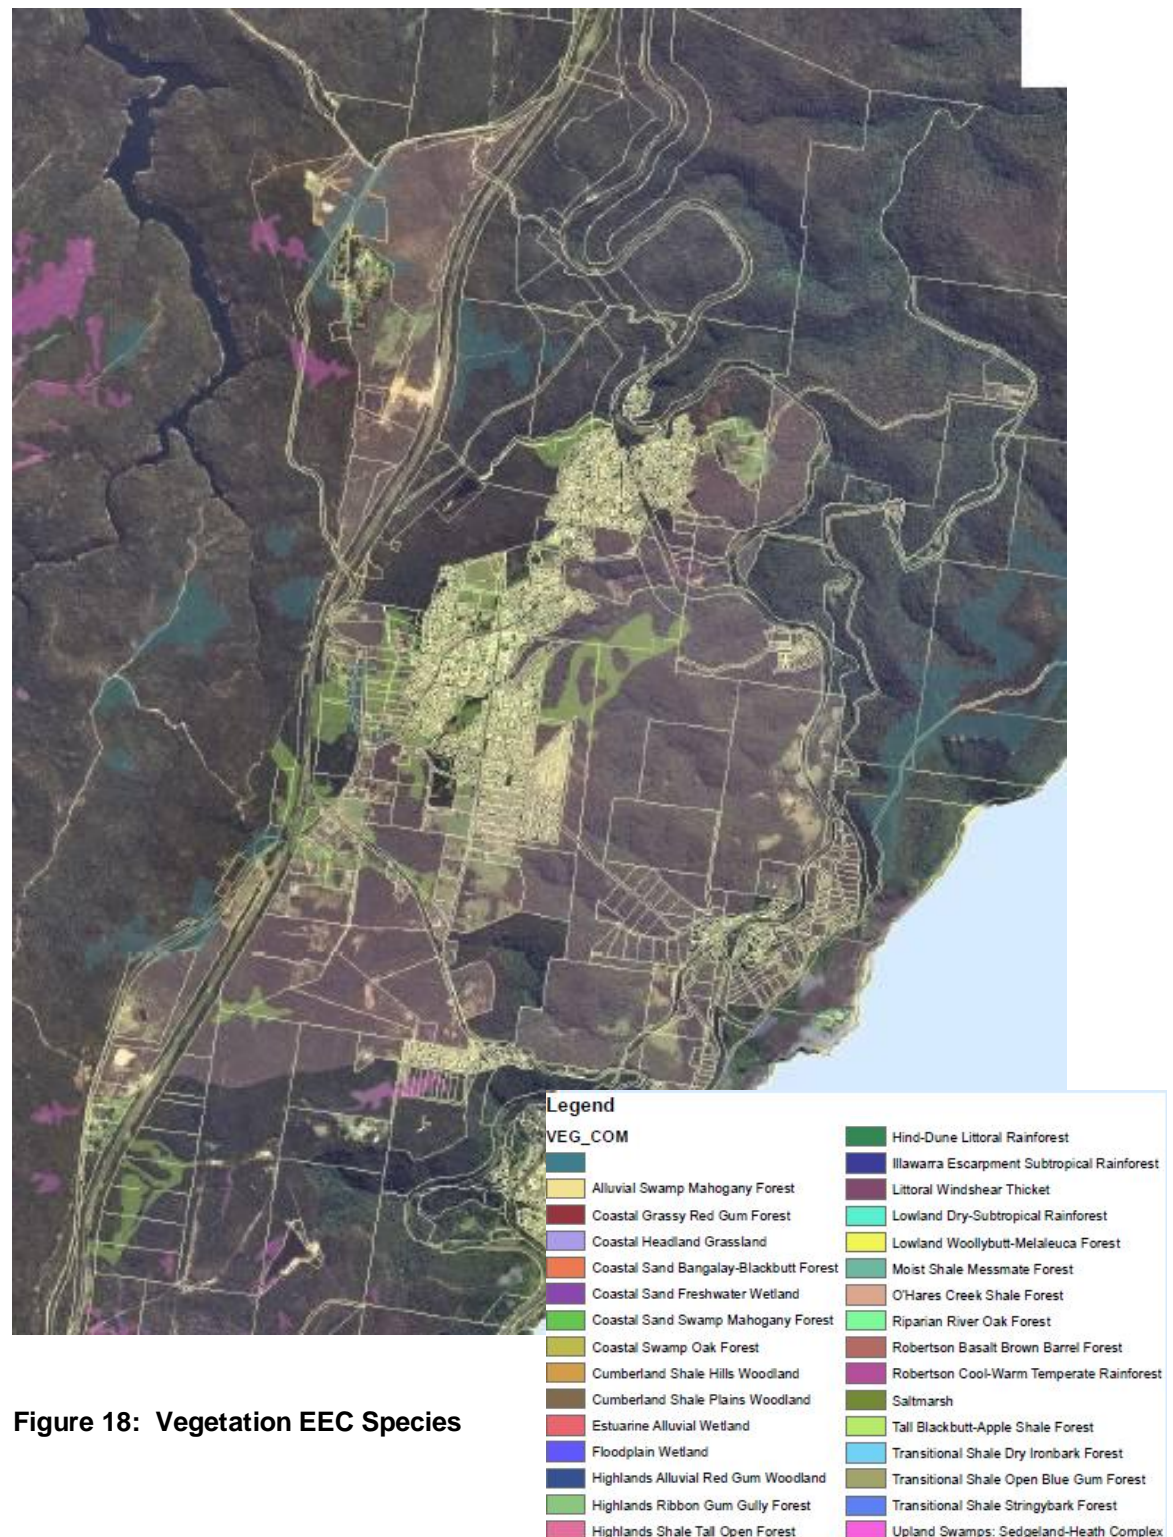 Legend
VEG_COM
Alluvial Swamp Mahogany Forest
Coastal Grassy Red Gum Forest
Coastal Headland Grassland
Coastal Sand Bangalay-Blackbutt Forest
Coastal Sand Freshwater Wetland
Coastal Sand Swamp Mahogany Forest
Coastal Swamp Oak Forest
Cumberland Shale Hills Woodland
Cumberland Shale Plains Woodland
Estuarine Alluvial Wetland
Floodplain Wetland
Highlands Alluvial Red Gum Woodland
Highlands Ribbon Gum Gully Forest
Highlands Shale Tall Open Forest
Hind-Dune Littoral Rainforest
Illawarra Escarpment Subtropical Rainforest
Littoral Windshear Thicket
Lowland Dry-Subtropical Rainforest
Lowland Woollybutt-Melaleuca Forest
Moist Shale Messmate Forest
O'Hares Creek Shale Forest
Riparian River Oak Forest
Robertson Basalt Brown Barrel Forest
Robertson Cool-Warm Temperate Rainforest
Saltmarsh
Tall Blackbutt-Apple Shale Forest
Transitional Shale Dry Ironbark Forest
Transitional Shale Open Blue Gum Forest
Transitional Shale Stringybark Forest
Upland Swamps: Sedgeland-Heath Complex
Figure 18: Vegetation EEC Species